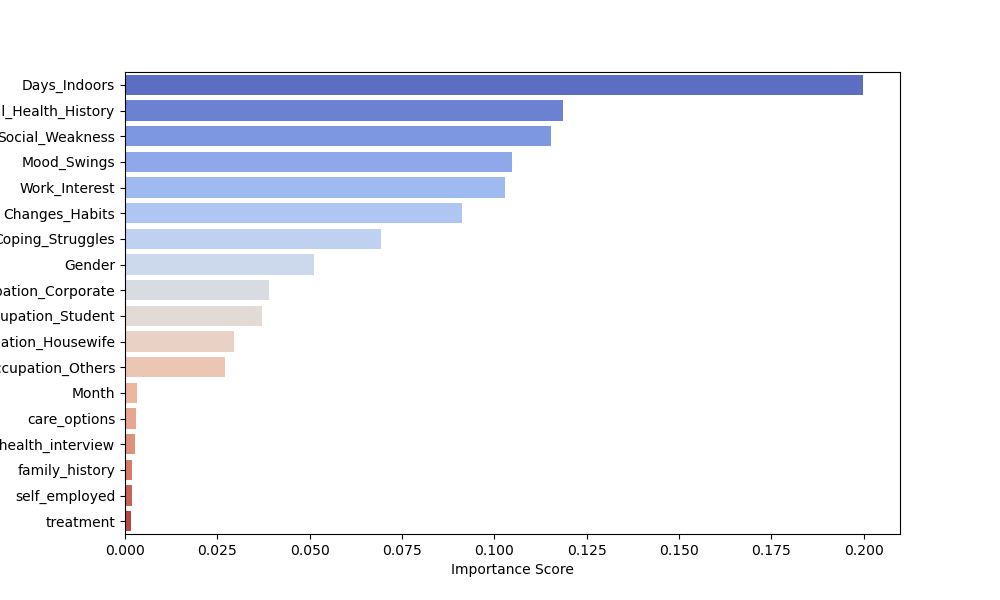 Days_Indoors
l_Health_History
Social_Weakness
Mood_Swings
Work_Interest
Changes_Habits
Coping_Struggles
Gender
pation_Corporate
upation_Student
ation_Housewife
ccupation_Others
Month
care_options
health_interview
family_history
self_employed
treatment
0.000 0.025 0.050 0.075 0.100 0.125 0.150 0.175 0.200
Importance Score